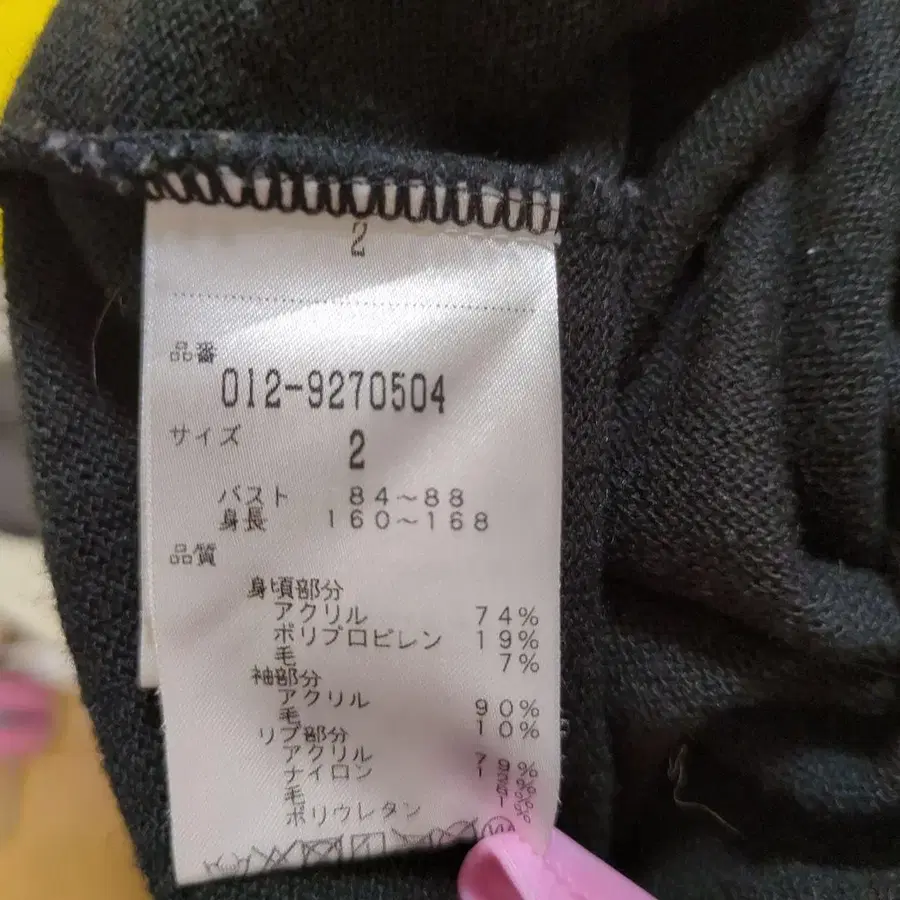 2
品番
012-9270504
サイズ
2
バスト 84～88
身長 160～168
品質
身頃部分
アクリル 74%
ポリプロピレン 19%
毛 7%
袖部分
アクリル 90%
毛 10%
リブ部分
アクリル
ナイロン
毛
ポリウレタン